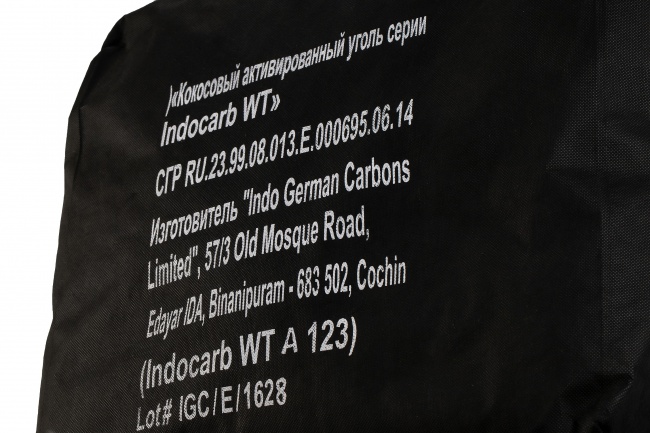 )«Кокосовый активированный уголь серии
Indocarb WT»
СГР RU.23.99.08.013.E.000695.06.14
Изготовитель "Indo German Carbons
Limited", 57/3 Old Mosque Road,
Edayar IDA, Binanipuram - 683 502, Cochin
(Indocarb WT A 123)
Lot# IGC/E/1628